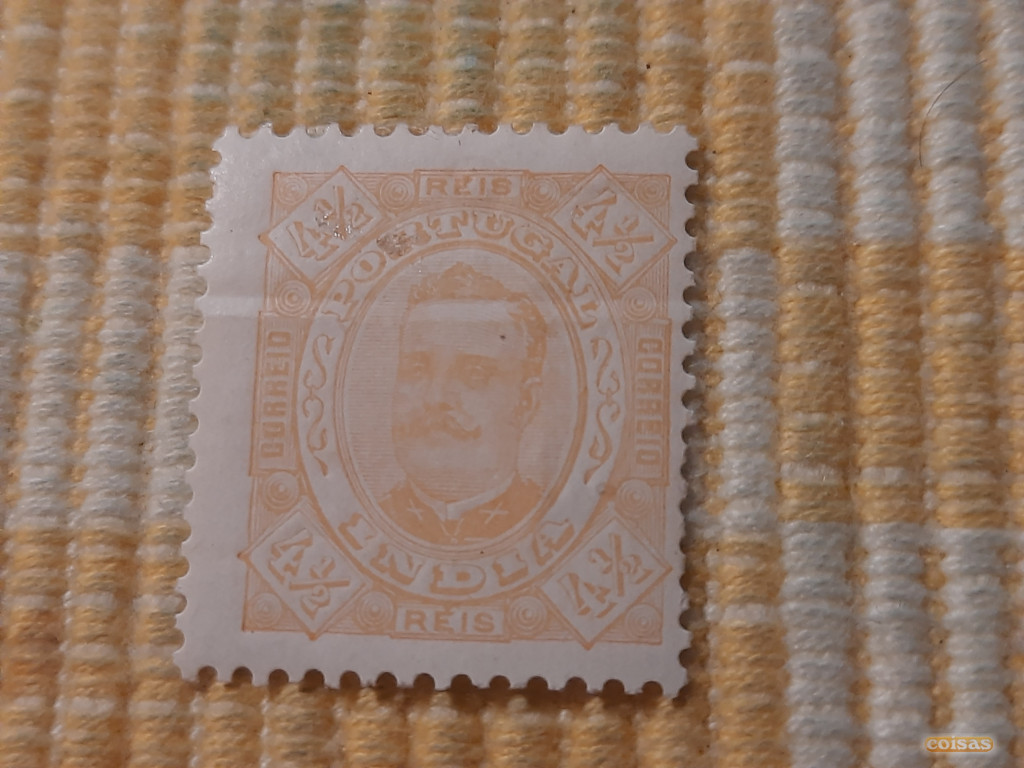 REIS
4½
4½
PORTUGAL
CORREIO
CORREIO
INDIA
4½
4½
REIS
coisas